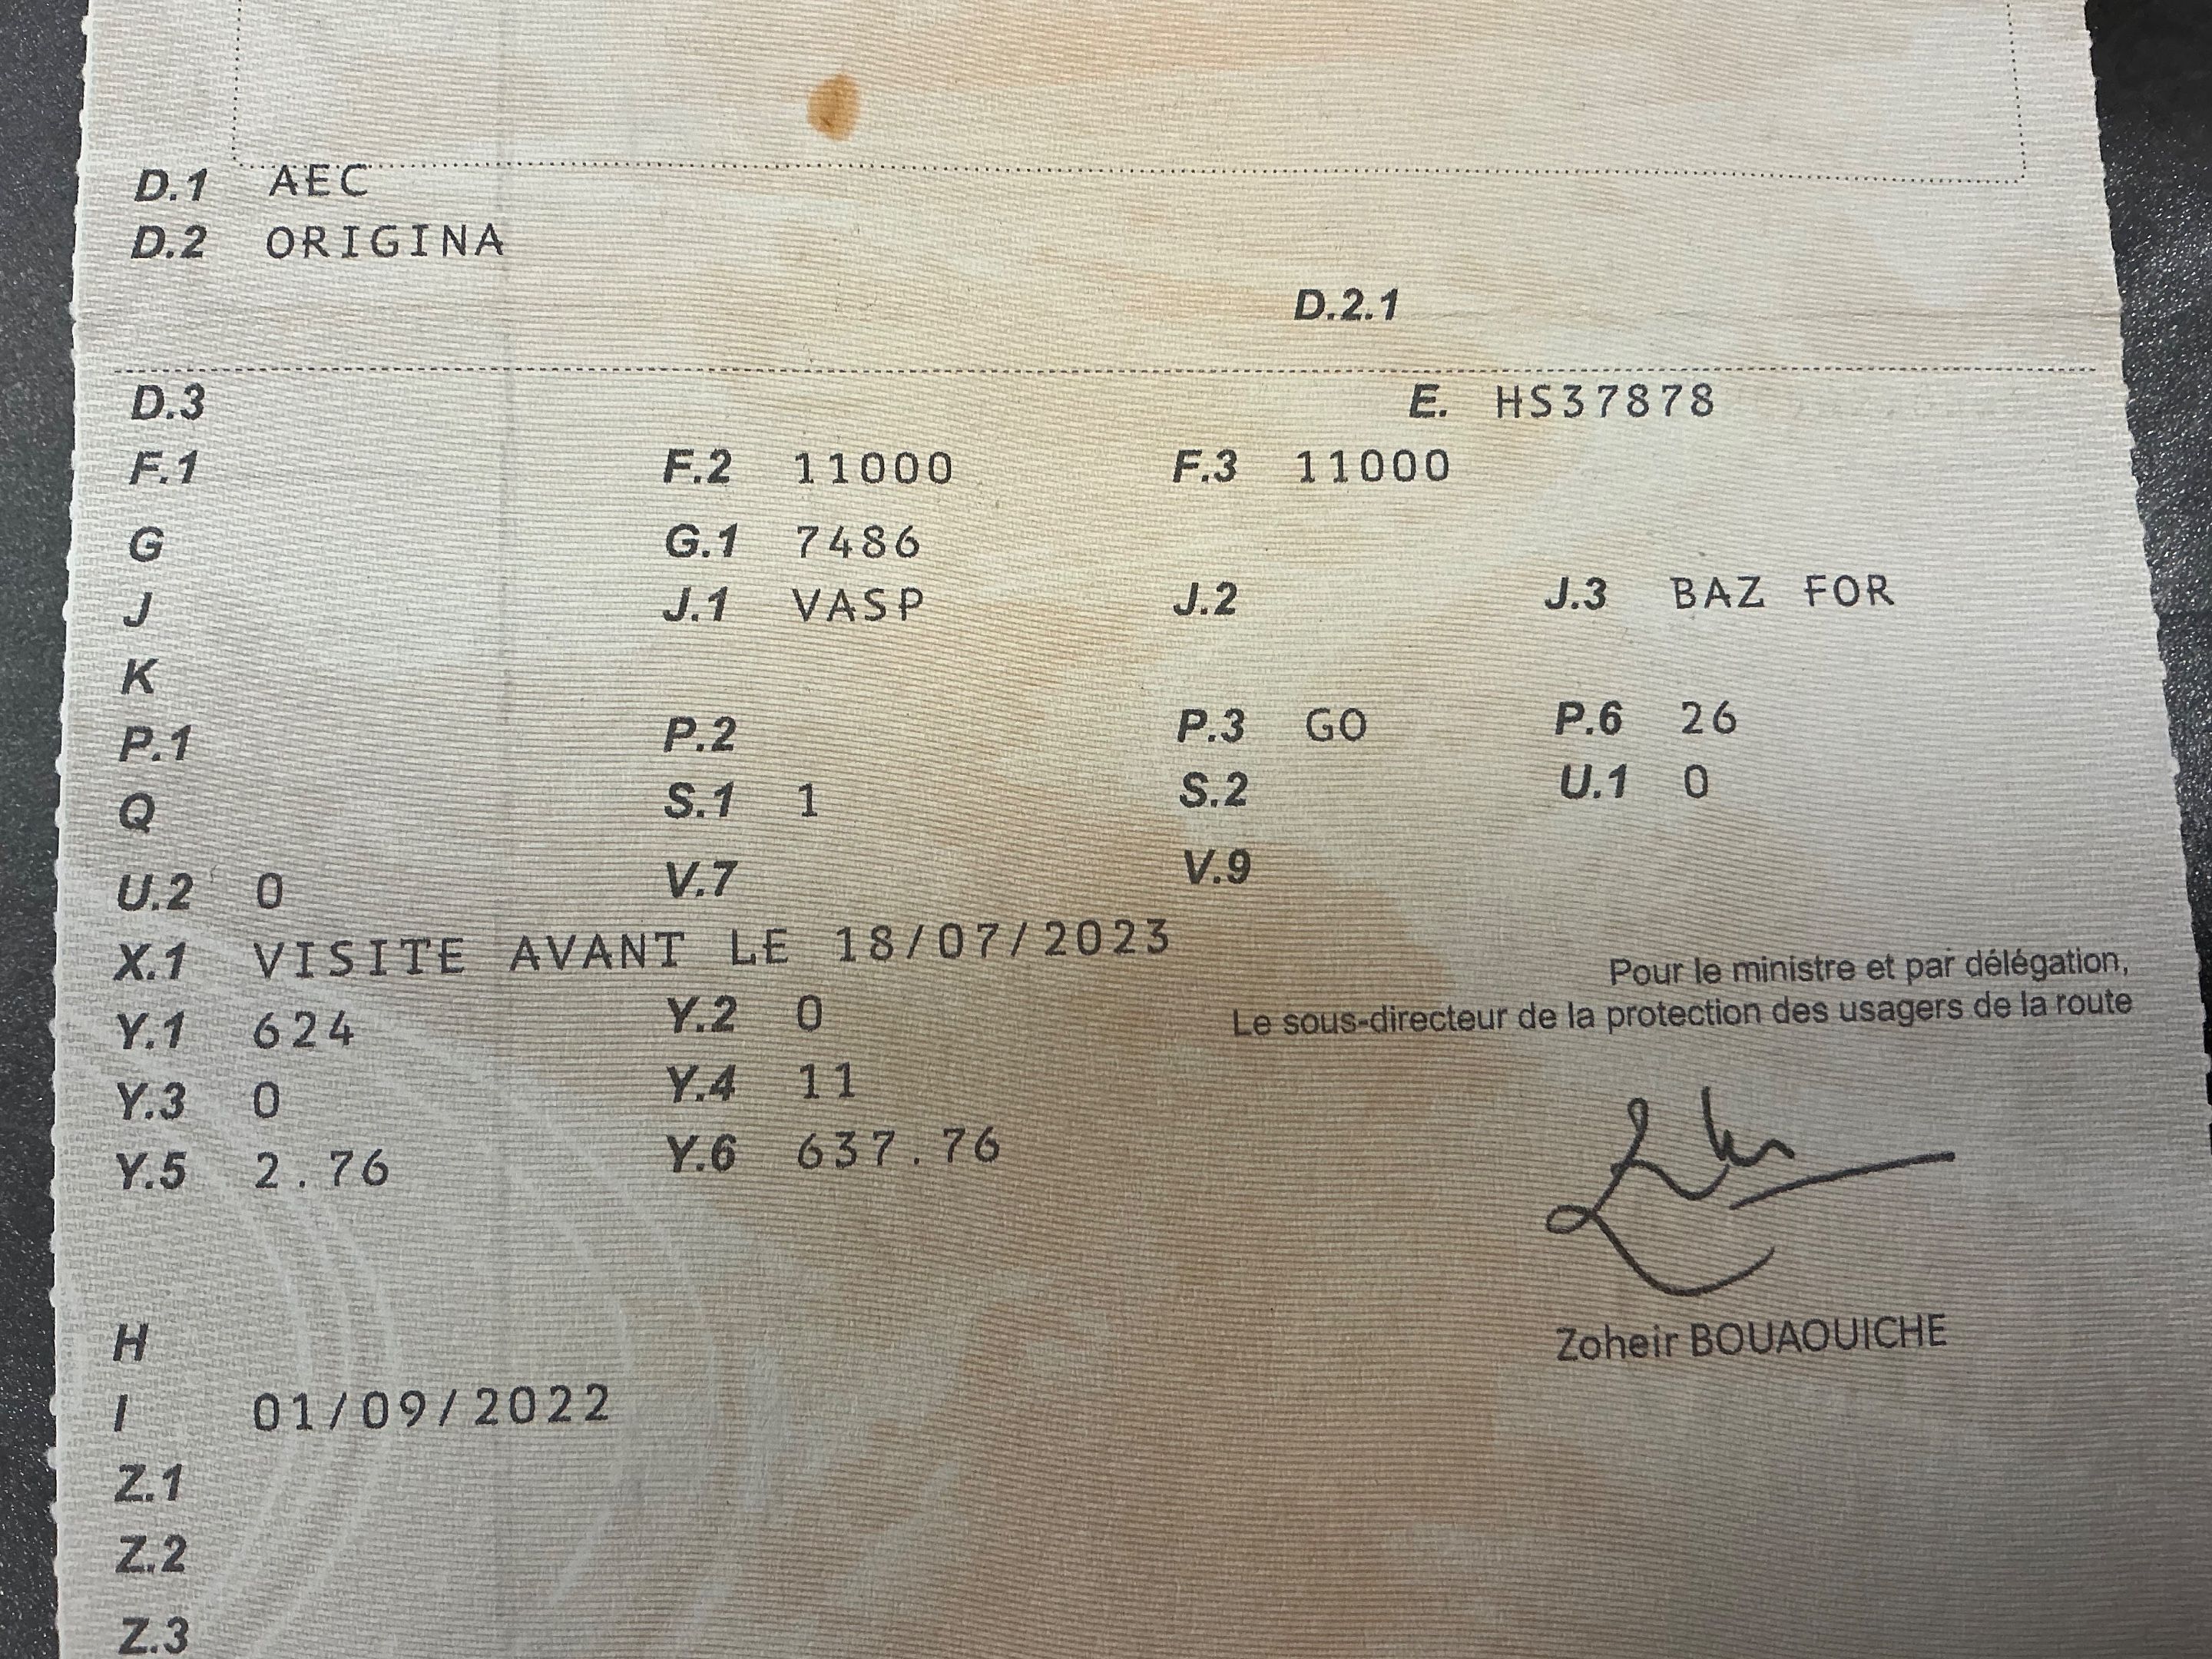 D.1 AEC
D.2 ORIGINA
D.2.1
D.3 E. HS37878
F.1 F.2 11000 F.3 11000
G G.1 7486
J J.1 VASP J.2 J.3 BAZ FOR
K
P.1 P.2 P.3 GO P.6 26
Q S.1 1 S.2 U.1 0
U.2 0 V.7 V.9
X.1 VISITE AVANT LE 18/07/2023
Pour le ministre et par délégation,
Y.1 624 Y.2 0
Le sous-directeur de la protection des usagers de la route
Y.3 0 Y.4 11
Y.5 2.76 Y.6 637.76
H
Zoheir BOUAOUICHE
I 01/09/2022
Z.1
Z.2
Z.3